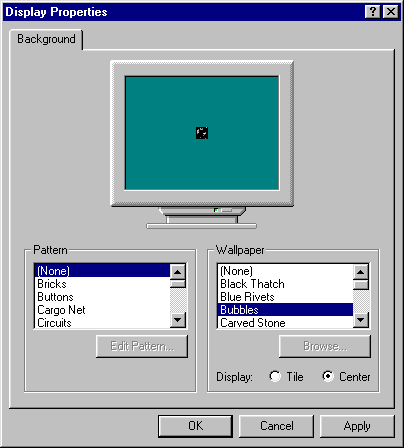 Display Properties
Background
Pattern
(None)
Bricks
Buttons
Cargo Net
Circuits
Edit Pattern...
Wallpaper
(None)
Black Thatch
Blue Rivets
Bubbles
Carved Stone
Browse...
Display: Tile Center
OK Cancel Apply